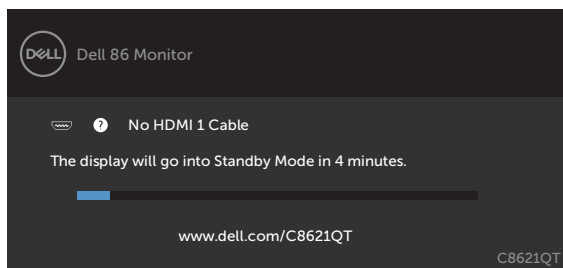 DELL
Dell 86 Monitor
? No HDMI 1 Cable
The display will go into Standby Mode in 4 minutes.
www.dell.com/C8621QT
C8621QT